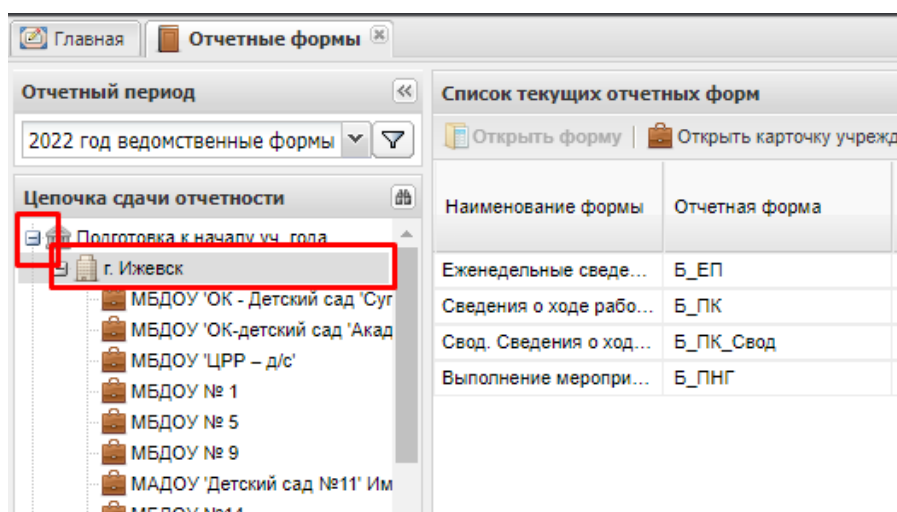 Главная
Отчетные формы
Отчетный период
2022 год ведомственные формы
Цепочка сдачи отчетности
Подготовка к началу уч. года
г. Ижевск
МБДОУ 'ОК - Детский сад 'Суг
МБДОУ 'ОК-детский сад 'Акад
МБДОУ 'ЦРР – д/с'
МБДОУ № 1
МБДОУ № 5
МБДОУ № 9
МАДОУ 'Детский сад №11' Им
МБДОУ №14
Список текущих отчетных форм
Открыть форму
Открыть карточку учрежд
Наименование формы Отчетная форма
Еженедельные сведе... Б_ЕП
Сведения о ходе рабо... Б_ПК
Свод. Сведения о ход... Б_ПК_Свод
Выполнение меропри... Б_ПНГ